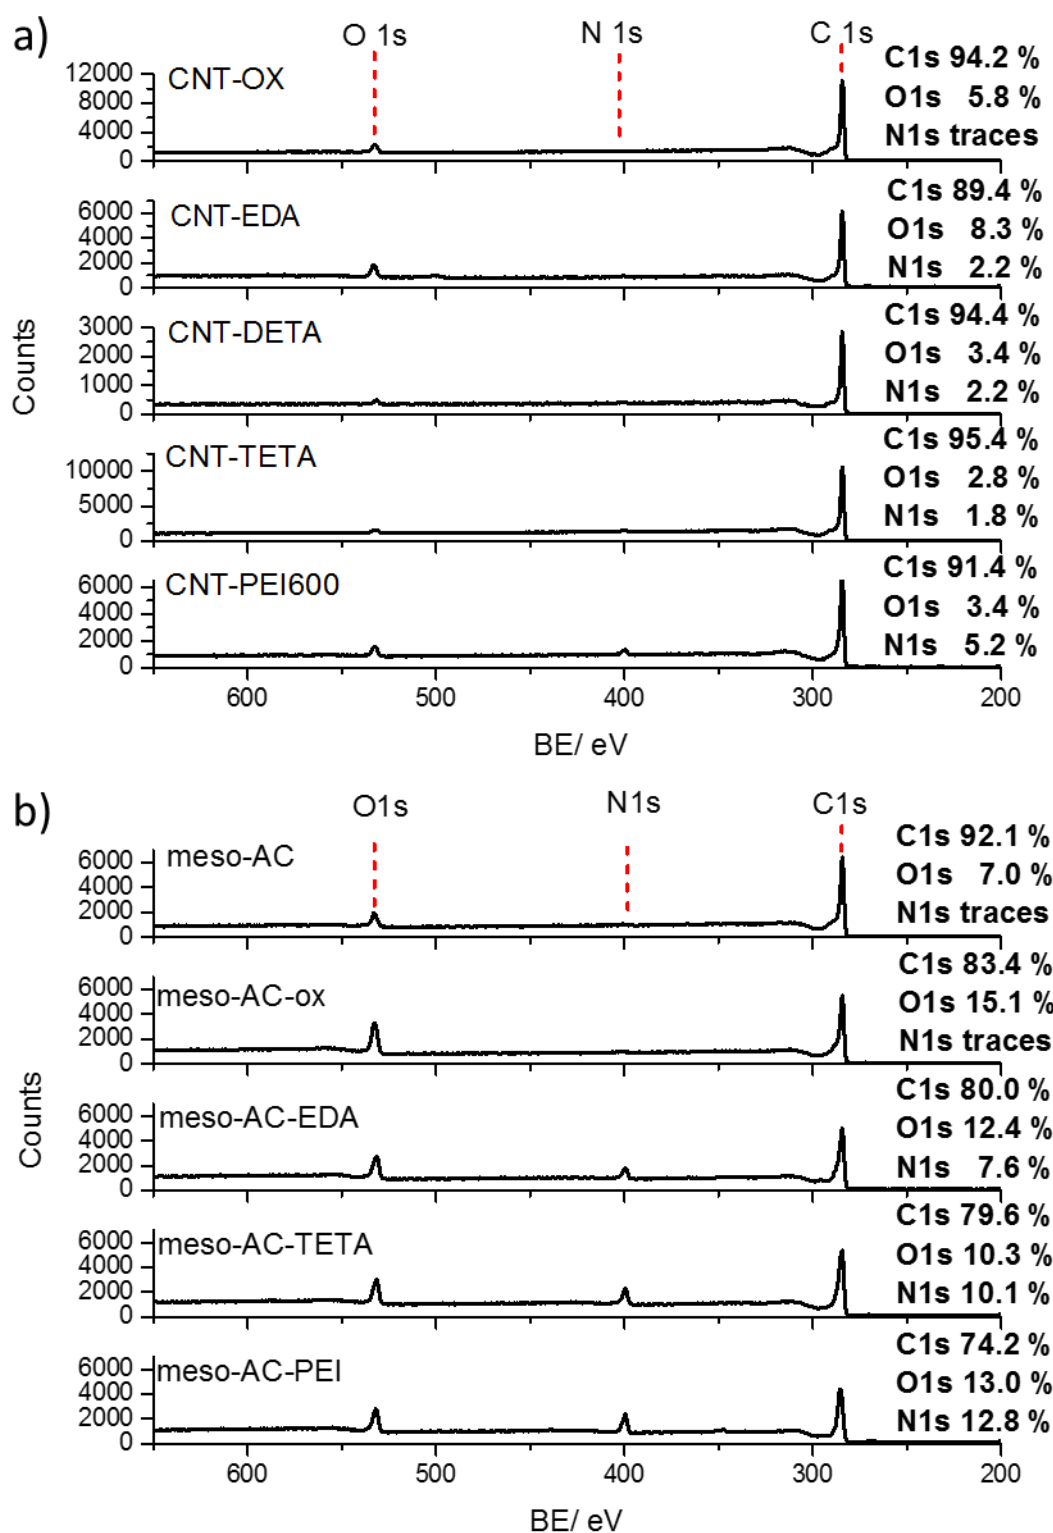 a)
O 1s N 1s C 1s
CNT-OX
C1s 94.2 %
O1s 5.8 %
N1s traces
12000
8000
4000
0
CNT-EDA
C1s 89.4 %
O1s 8.3 %
N1s 2.2 %
6000
4000
2000
0
CNT-DETA
C1s 94.4 %
O1s 3.4 %
N1s 2.2 %
3000
2000
1000
0
CNT-TETA
C1s 95.4 %
O1s 2.8 %
N1s 1.8 %
10000
5000
0
CNT-PEI600
C1s 91.4 %
O1s 3.4 %
N1s 5.2 %
6000
4000
2000
0
Counts
600 500 400 300 200
BE/ eV
b)
O1s N1s C1s
meso-AC
C1s 92.1 %
O1s 7.0 %
N1s traces
6000
4000
2000
0
meso-AC-ox
C1s 83.4 %
O1s 15.1 %
N1s traces
6000
4000
2000
0
meso-AC-EDA
C1s 80.0 %
O1s 12.4 %
N1s 7.6 %
6000
4000
2000
0
meso-AC-TETA
C1s 79.6 %
O1s 10.3 %
N1s 10.1 %
6000
4000
2000
0
meso-AC-PEI
C1s 74.2 %
O1s 13.0 %
N1s 12.8 %
6000
4000
2000
0
Counts
600 500 400 300 200
BE/ eV